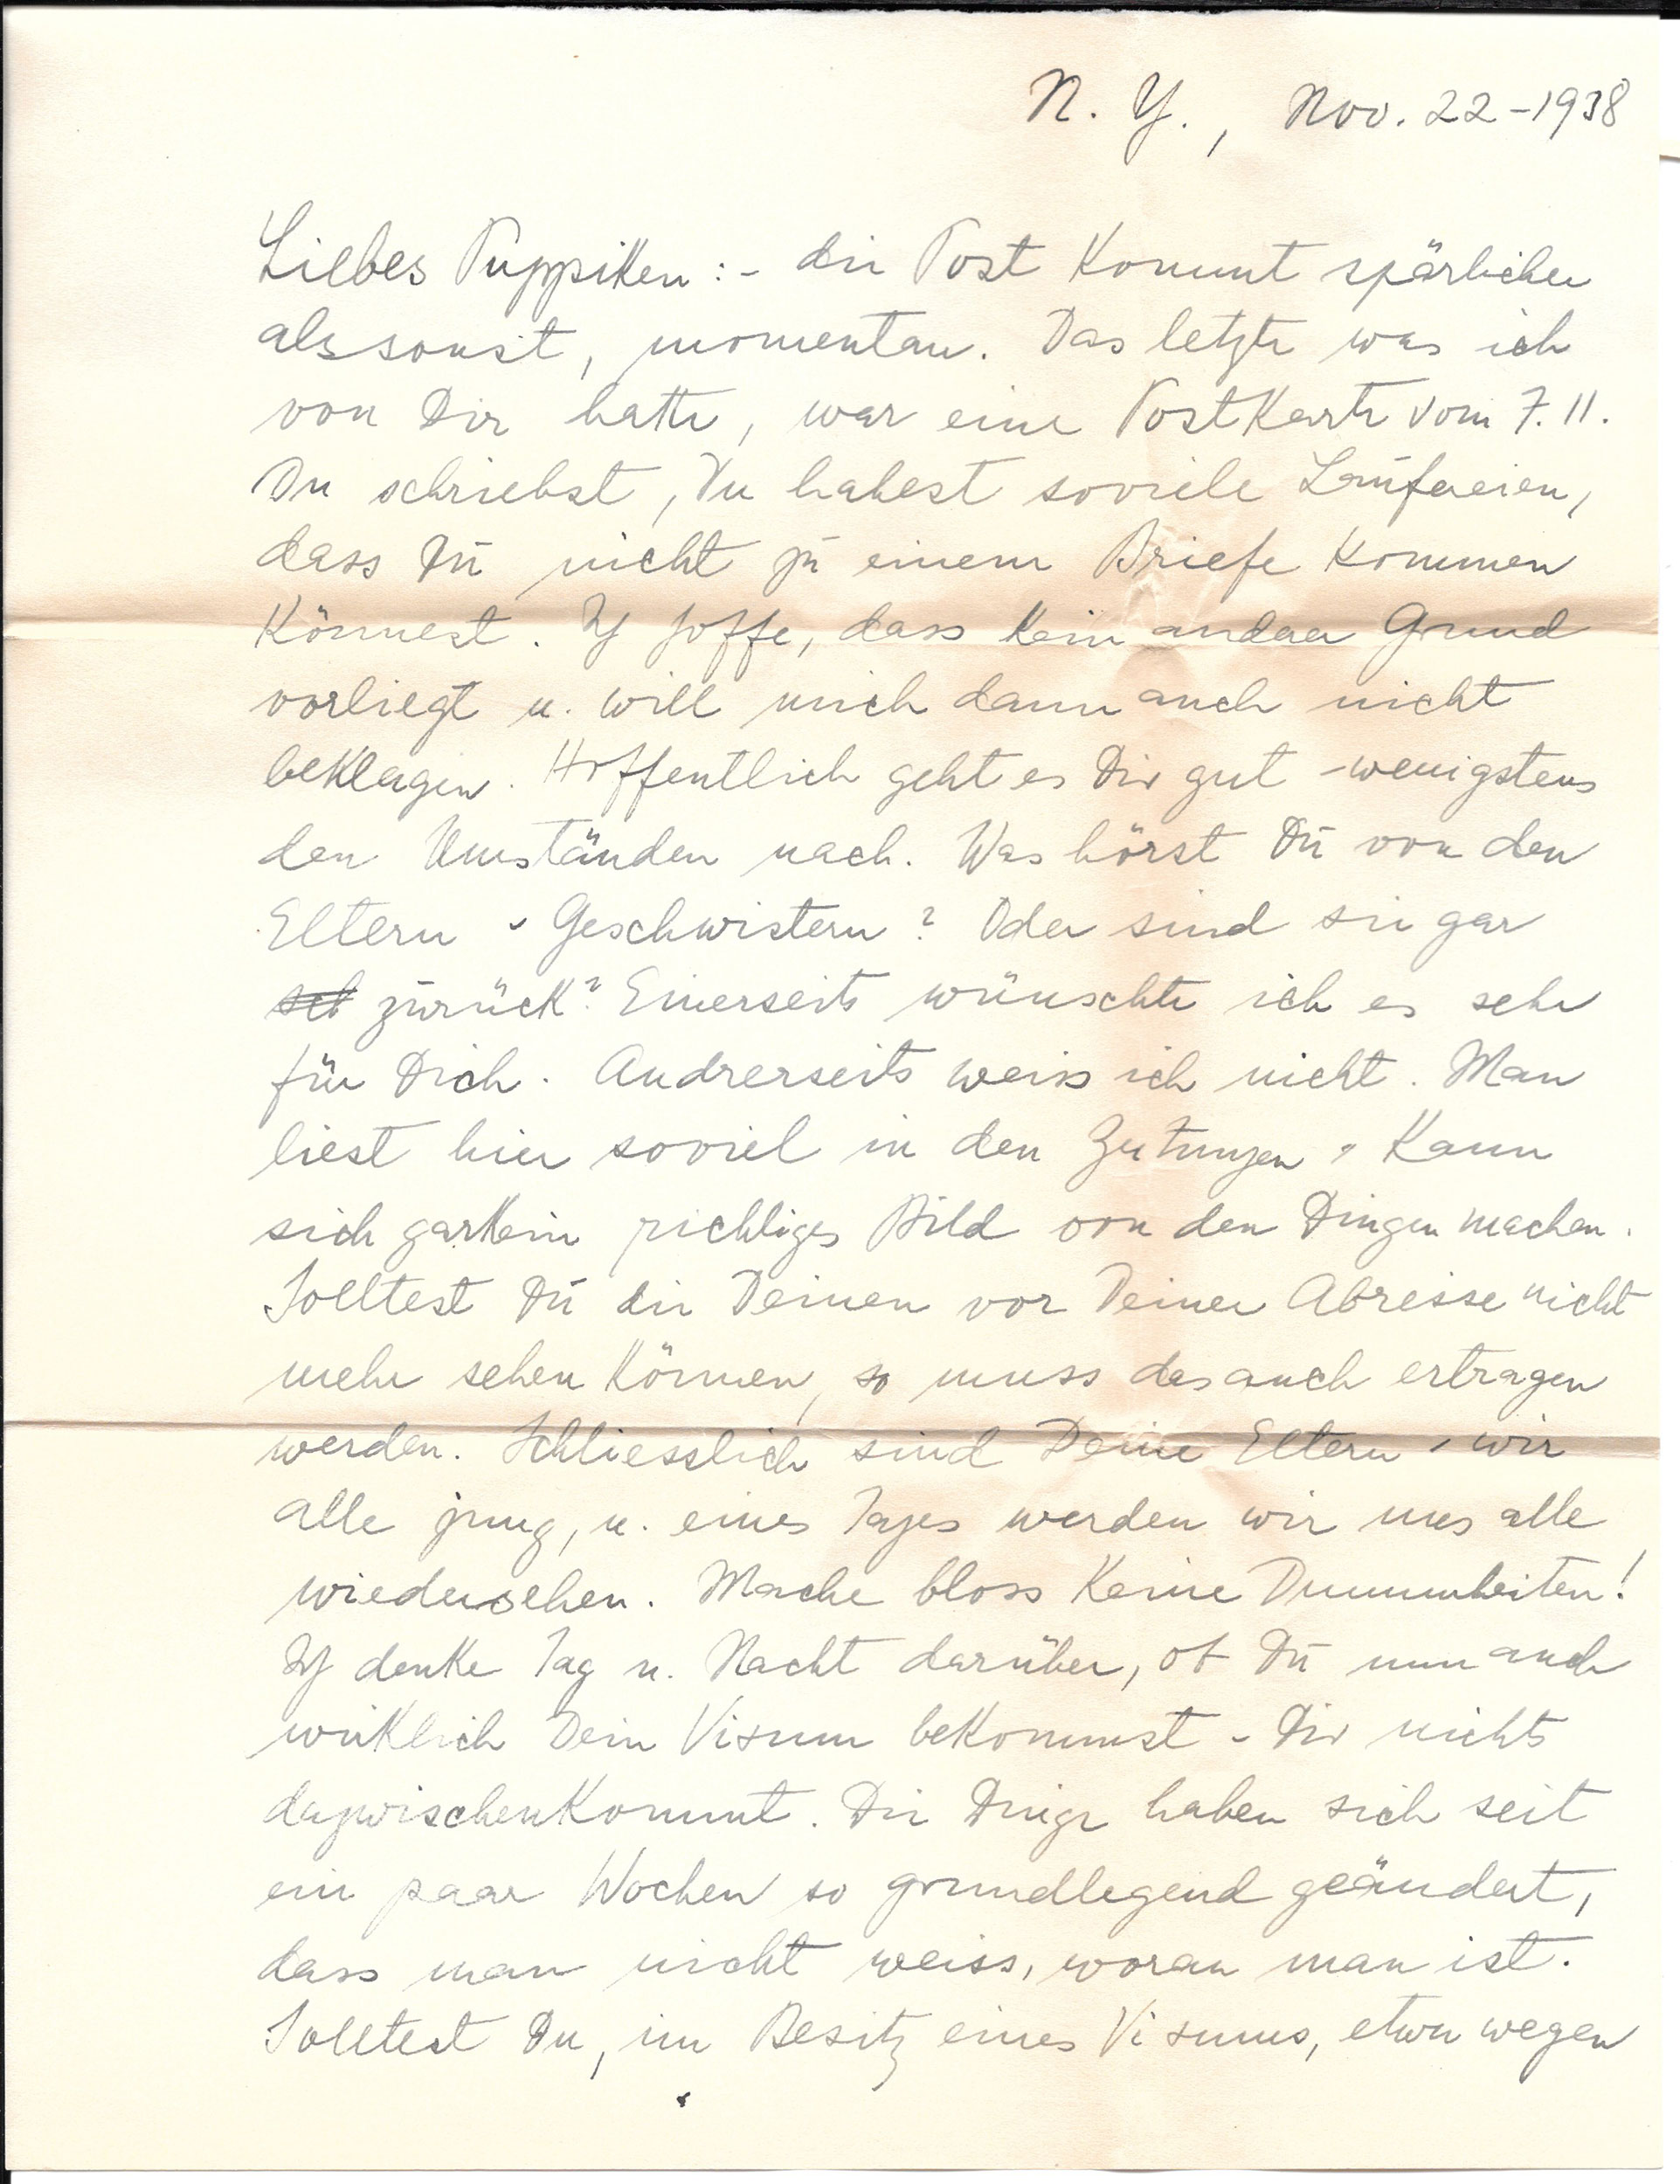 N. Y., Nov. 22-1938
Liebes Puppiken :- die Post kommt spärlicher
als sonst, momentan. Das letzte was ich
von Dir hatte, war eine Postkarte vom 7. 11.
Du schriebst, Du habest soviele Laufereien,
dass Du nicht zu einem Briefe kommen
könnest. Ich hoffe, dass kein andrer Grund
vorliegt u. will mich dann auch nicht
beklagen. Hoffentlich geht es Dir gut - wenigstens
den Umständen nach. Was hörst Du von den
Eltern u Geschwistern? Oder sind sie gar
zurück? Einerseits wünschte ich es sehr
für Dich. Andrerseits weiss ich nicht. Man
liest hier soviel in den Zeitungen u kann
sich garkein richtiges Bild von den Dingen machen.
Solltest Du die Deinen vor Deiner Abreise nicht
mehr sehen können, so muss das auch ertragen
werden. Schliesslich sind Deine Eltern u wir
alle jung, u. eines Tages werden wir uns alle
wiedersehen. Mache bloss keine Dummheiten!
Ich denke Tag u. Nacht darüber, ob Du nun auch
wirklich Dein Visum bekommst - Dir nichts
dazwischenkommt. Die Dinge haben sich seit
ein paar Wochen so grundlegend geändert,
dass man nicht weiss, woran man ist.
Solltest Du, im Besitz eines Visums, etwa wegen